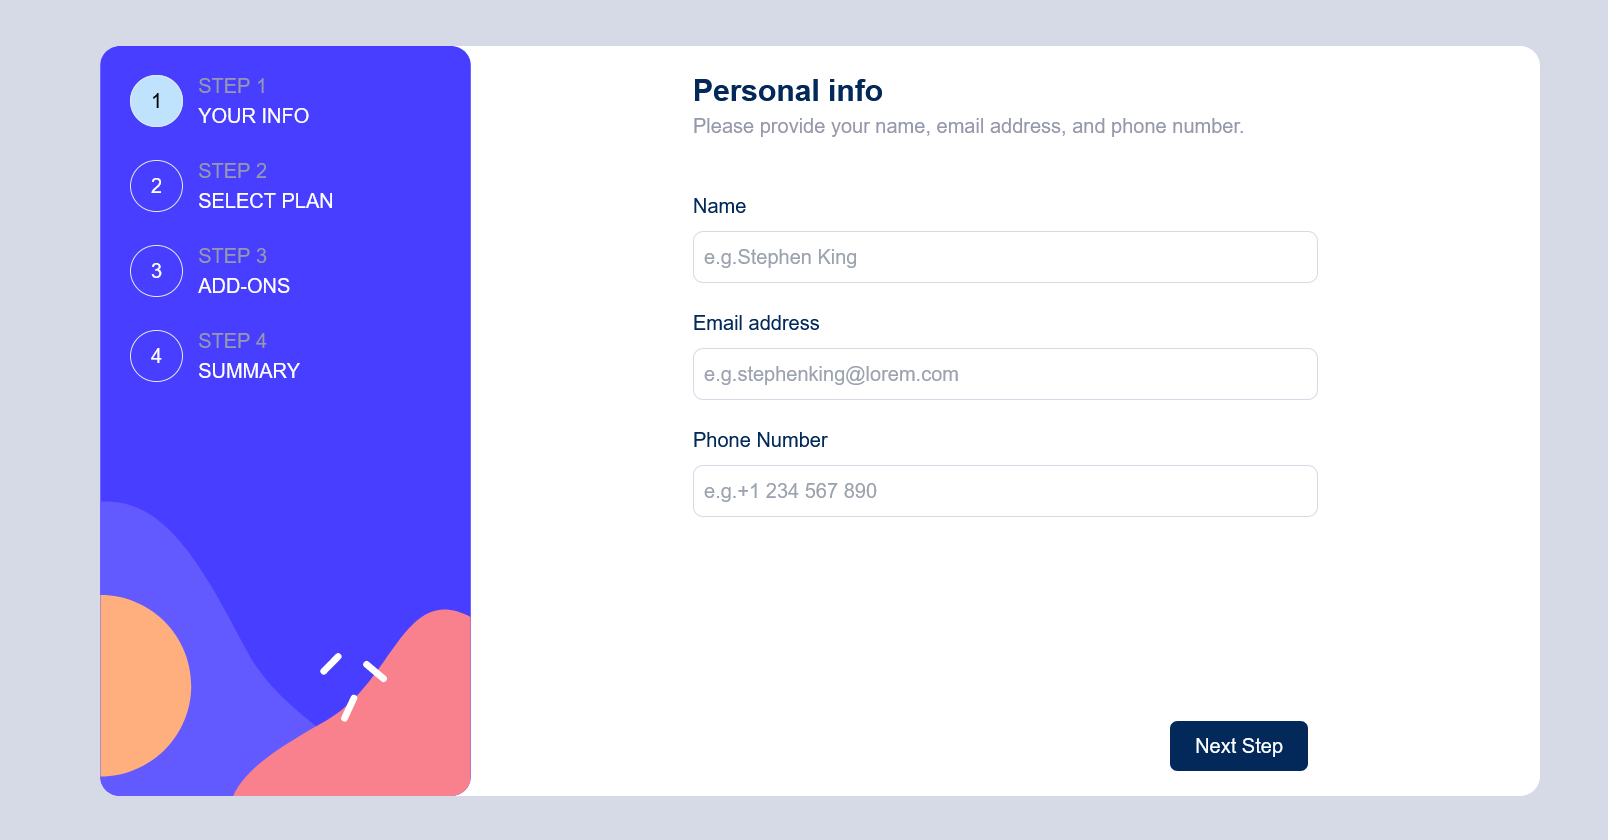 1
STEP 1
YOUR INFO
2
STEP 2
SELECT PLAN
3
STEP 3
ADD-ONS
4
STEP 4
SUMMARY
Personal info
Please provide your name, email address, and phone number.
Name
e.g.Stephen King
Email address
e.g.stephenking@lorem.com
Phone Number
e.g.+1 234 567 890
Next Step